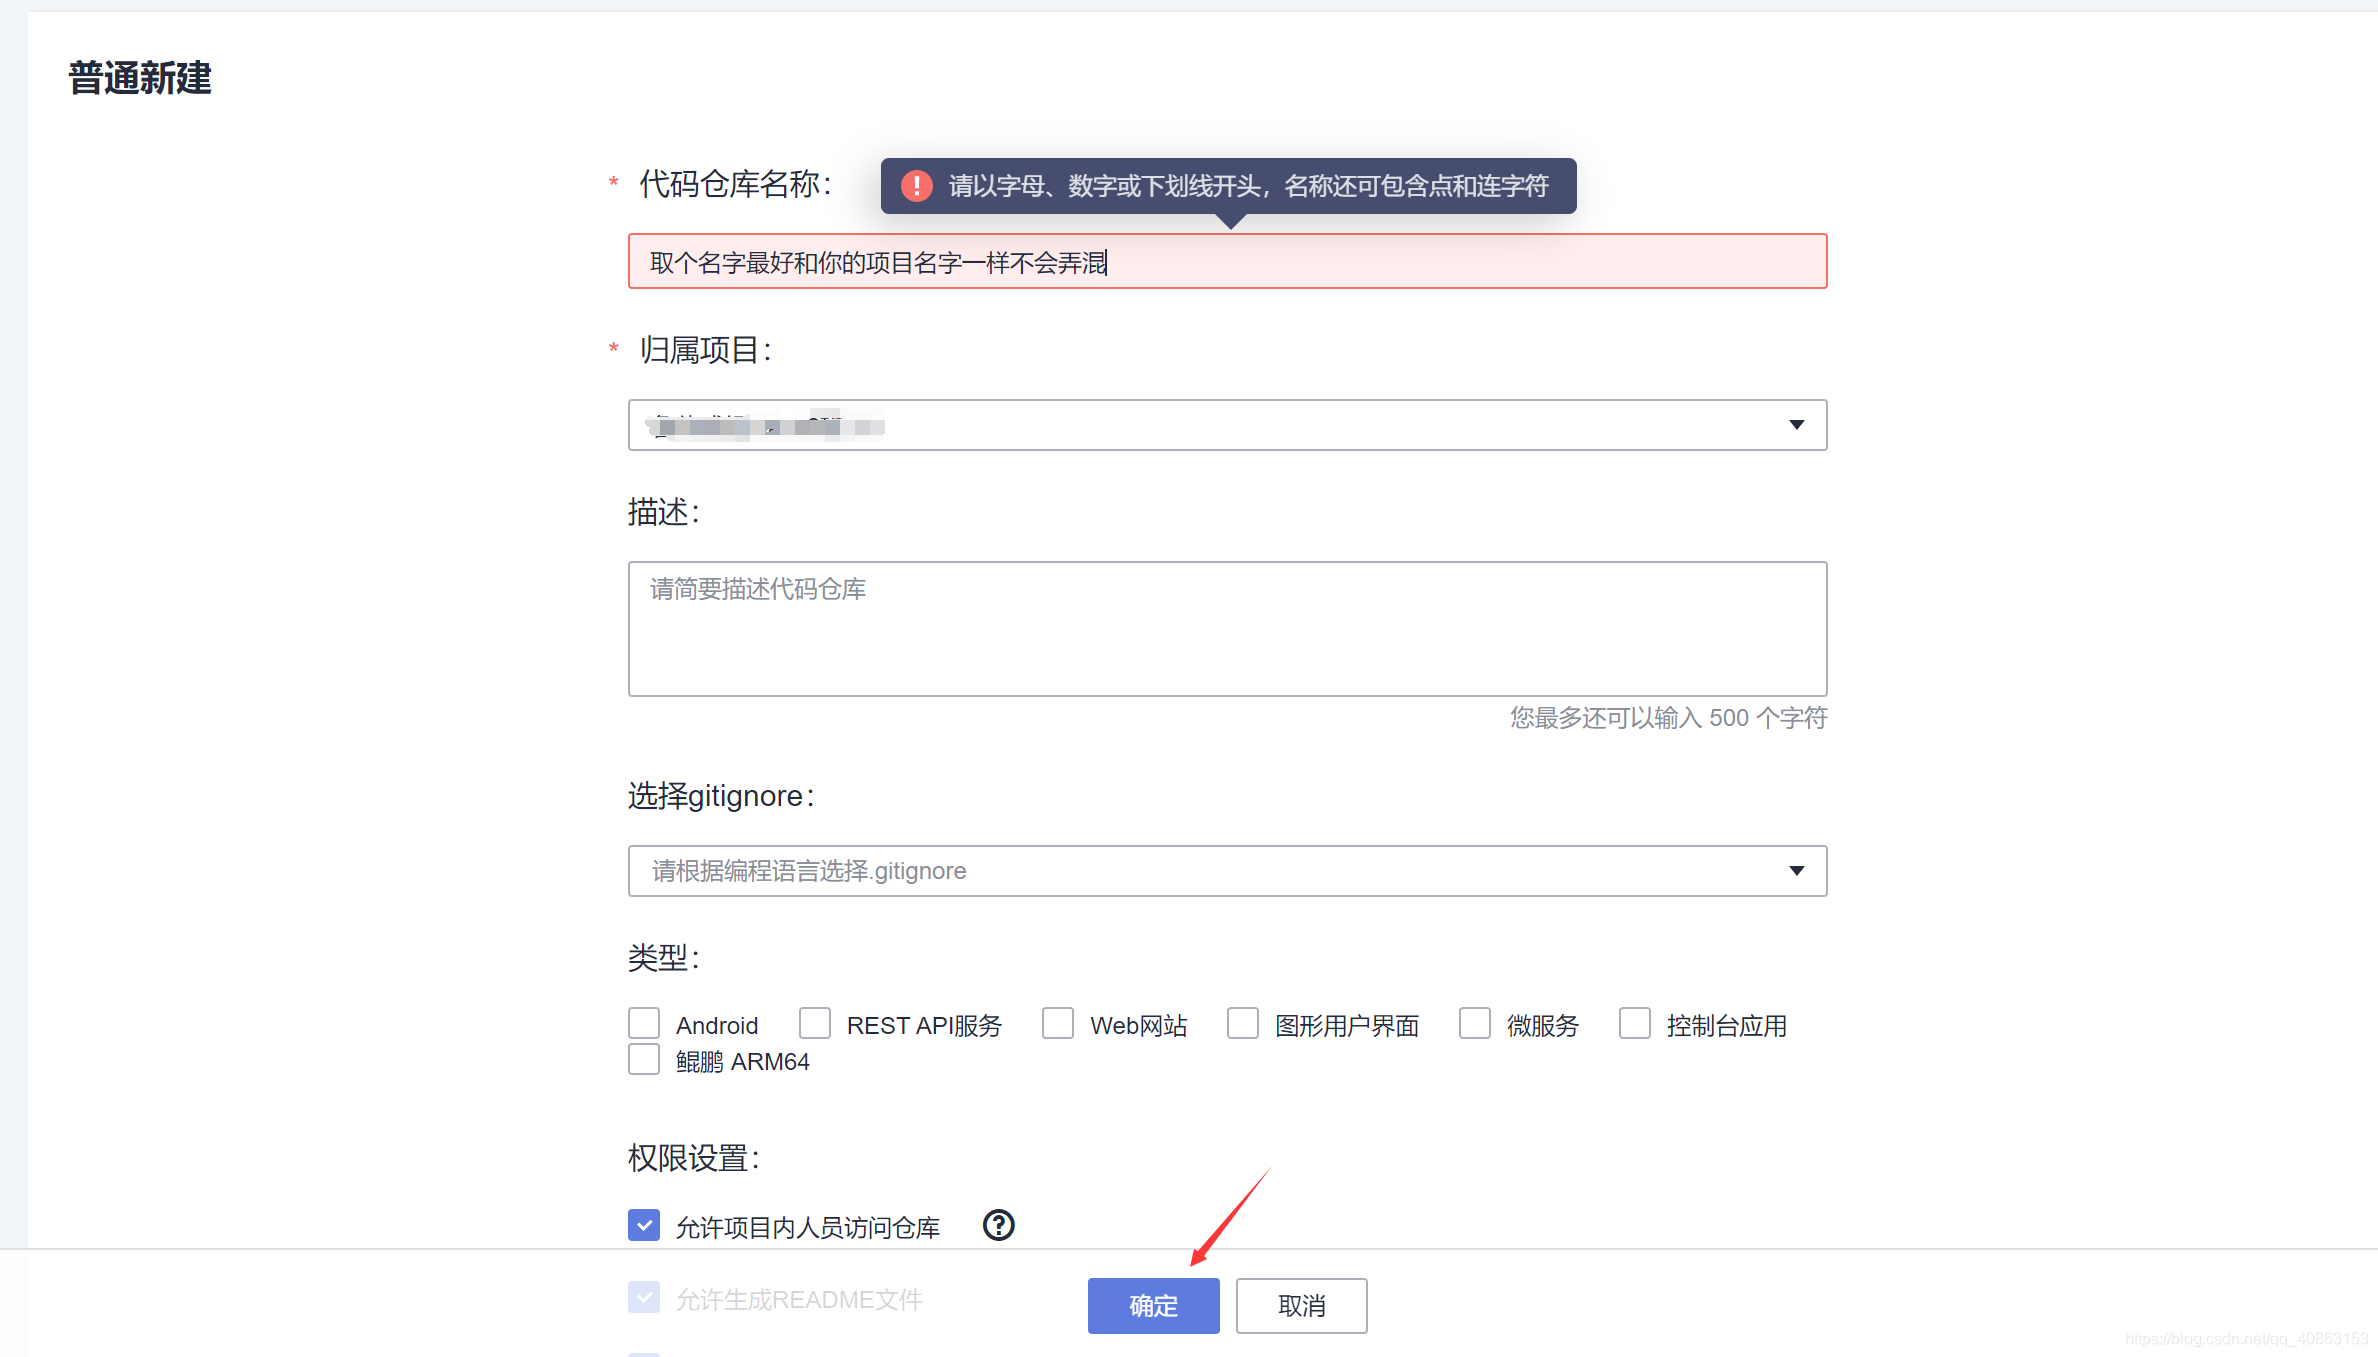 普通新建
* 代码仓库名称：
请以字母、数字或下划线开头，名称还可包含点和连字符
取个名字最好和你的项目名字一样不会弄混
* 归属项目：
描述：
请简要描述代码仓库
您最多还可以输入 500 个字符
选择gitignore：
请根据编程语言选择.gitignore
类型：
Android REST API服务 Web网站 图形用户界面 微服务 控制台应用
鲲鹏 ARM64
权限设置：
允许项目内人员访问仓库
允许生成README文件
确定 取消
https://blog.csdn.net/qq_40863153